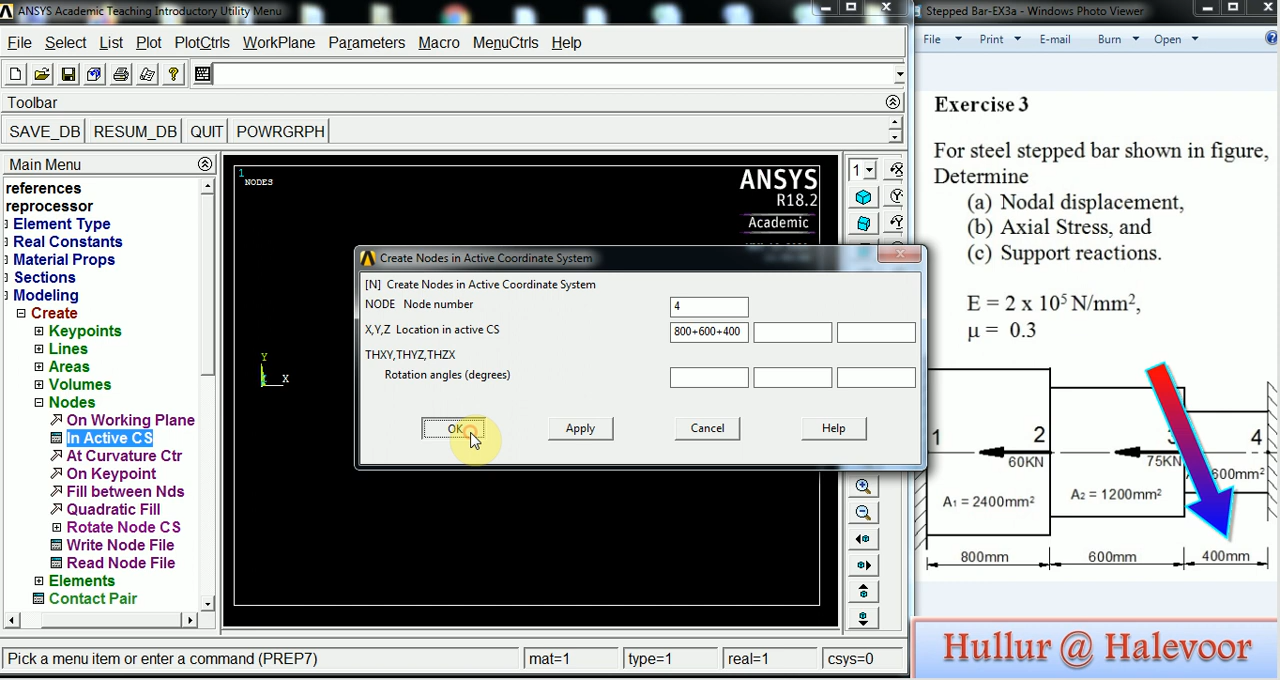 ANSYS Academic Teaching Introductory Utility Menu
Stepped Bar-EX3a - Windows Photo Viewer
File Select List Plot PlotCtrls WorkPlane Parameters Macro MenuCtrls Help
File Print E-mail Burn Open
Toolbar
SAVE_DB RESUM_DB QUIT POWRGRPH
Main Menu
references
reprocessor
Element Type
Real Constants
Material Props
Sections
Modeling
Create
Keypoints
Lines
Areas
Volumes
Nodes
On Working Plane
In Active CS
At Curvature Ctr
On Keypoint
Fill between Nds
Quadratic Fill
Rotate Node CS
Write Node File
Read Node File
Elements
Contact Pair
1
NODES
ANSYS
R18.2
Academic
Y
X
1
Create Nodes in Active Coordinate System
[N] Create Nodes in Active Coordinate System
NODE Node number 4
X,Y,Z Location in active CS 800+600+400
THXY,THYZ,THZX
Rotation angles (degrees)
OK Apply Cancel Help
Exercise 3
For steel stepped bar shown in figure,
Determine
(a) Nodal displacement,
(b) Axial Stress, and
(c) Support reactions.
E = 2 x 10⁵ N/mm²,
μ = 0.3
1 2 3 4
60KN 75KN
600mm²
A₁ = 2400mm² A₂ = 1200mm²
800mm 600mm 400mm
Pick a menu item or enter a command (PREP7) mat=1 type=1 real=1 csys=0
Hullur @ Halevoor